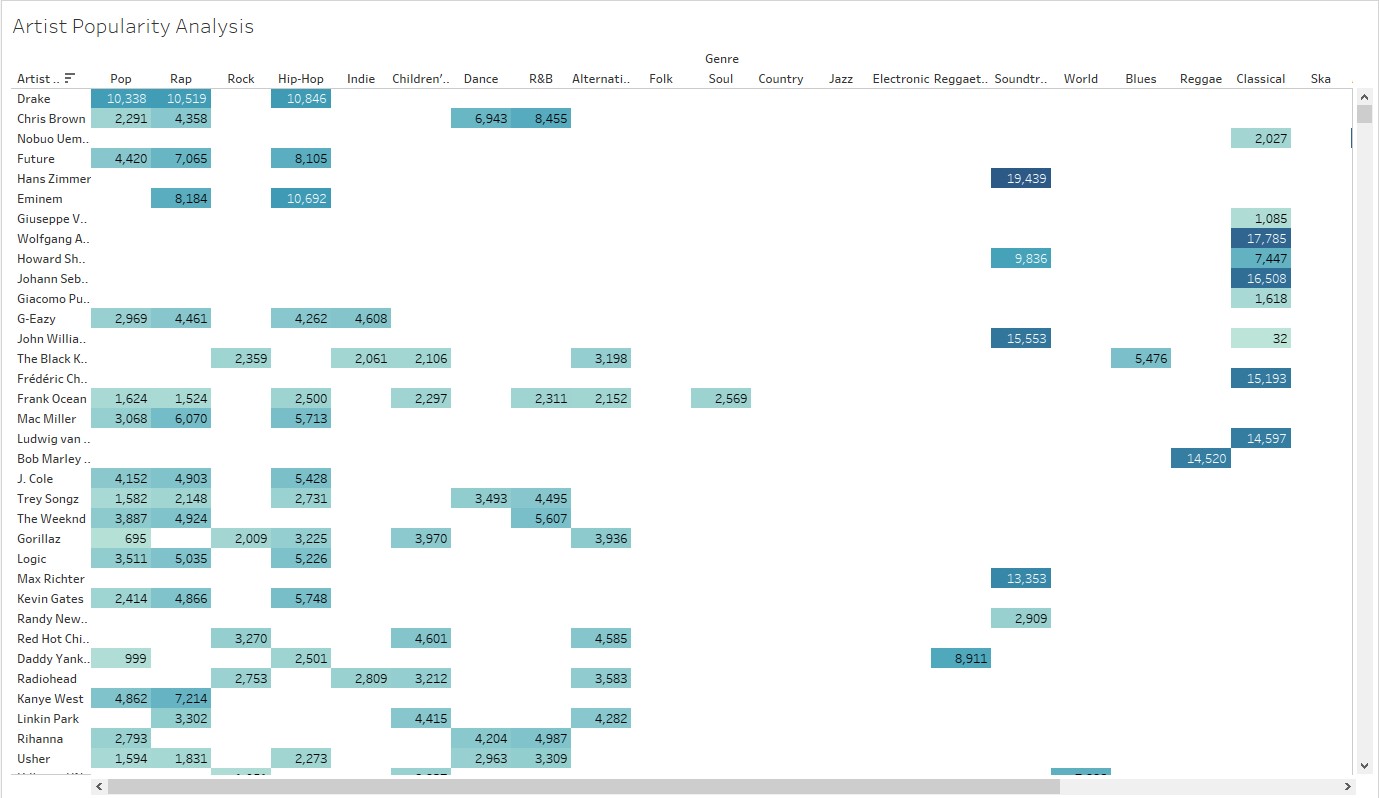 Artist Popularity Analysis
Genre
Artist .. Pop Rap Rock Hip-Hop Indie Children'.. Dance R&B Alternati.. Folk Soul Country Jazz Electronic Reggaet.. Soundtr.. World Blues Reggae Classical Ska
Drake 10,338 10,519 10,846
Chris Brown 2,291 4,358 6,943 8,455
Nobuo Uem.. 2,027
Future 4,420 7,065 8,105
Hans Zimmer 19,439
Eminem 8,184 10,692
Giuseppe V.. 1,085
Wolfgang A.. 17,785
Howard Sh.. 9,836 7,447
Johann Seb.. 16,508
Giacomo Pu.. 1,618
G-Eazy 2,969 4,461 4,262 4,608
John Willia.. 15,553 32
The Black K.. 2,359 2,061 2,106 3,198 5,476
Frédéric Ch.. 15,193
Frank Ocean 1,624 1,524 2,500 2,297 2,311 2,152 2,569
Mac Miller 3,068 6,070 5,713
Ludwig van .. 14,597
Bob Marley .. 14,520
J. Cole 4,152 4,903 5,428
Trey Songz 1,582 2,148 2,731 3,493 4,495
The Weeknd 3,887 4,924 5,607
Gorillaz 695 2,009 3,225 3,970 3,936
Logic 3,511 5,035 5,226
Max Richter 13,353
Kevin Gates 2,414 4,866 5,748
Randy New.. 2,909
Red Hot Chi.. 3,270 4,601 4,585
Daddy Yank.. 999 2,501 8,911
Radiohead 2,753 2,809 3,212 3,583
Kanye West 4,862 7,214
Linkin Park 3,302 4,415 4,282
Rihanna 2,793 4,204 4,987
Usher 1,594 1,831 2,273 2,963 3,309